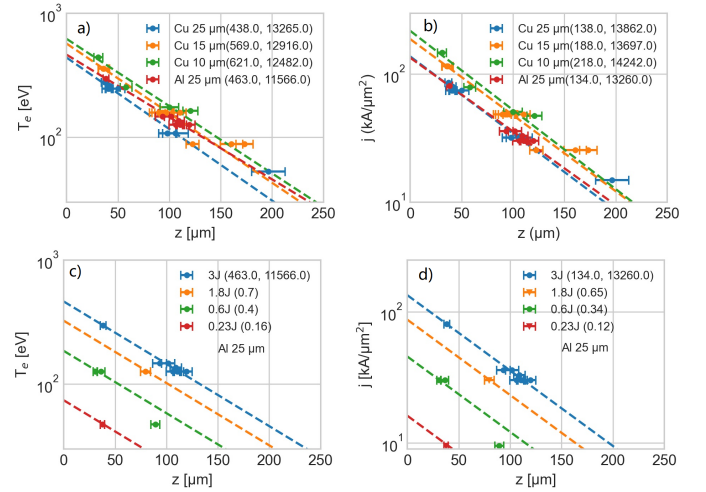 a)
Cu 25 μm(438.0, 13265.0)
Cu 15 μm(569.0, 12916.0)
Cu 10 μm(621.0, 12482.0)
Al 25 μm (463.0, 11566.0)
10³
10²
Tₑ [eV]
0 50 100 150 200 250
z [μm]
b)
Cu 25 μm(138.0, 13862.0)
Cu 15 μm(188.0, 13697.0)
Cu 10 μm(218.0, 14242.0)
Al 25 μm(134.0, 13260.0)
10²
10¹
j (kA/μm²)
0 50 100 150 200 250
z (μm)
c)
3J (463.0, 11566.0)
1.8J (0.7)
0.6J (0.4)
0.23J (0.16)
Al 25 μm
10³
10²
Tₑ [eV]
0 50 100 150 200 250
z [μm]
d)
3J (134.0, 13260.0)
1.8J (0.65)
0.6J (0.34)
0.23J (0.12)
Al 25 μm
10²
10¹
j [kA/μm²]
0 50 100 150 200 250
z [μm]